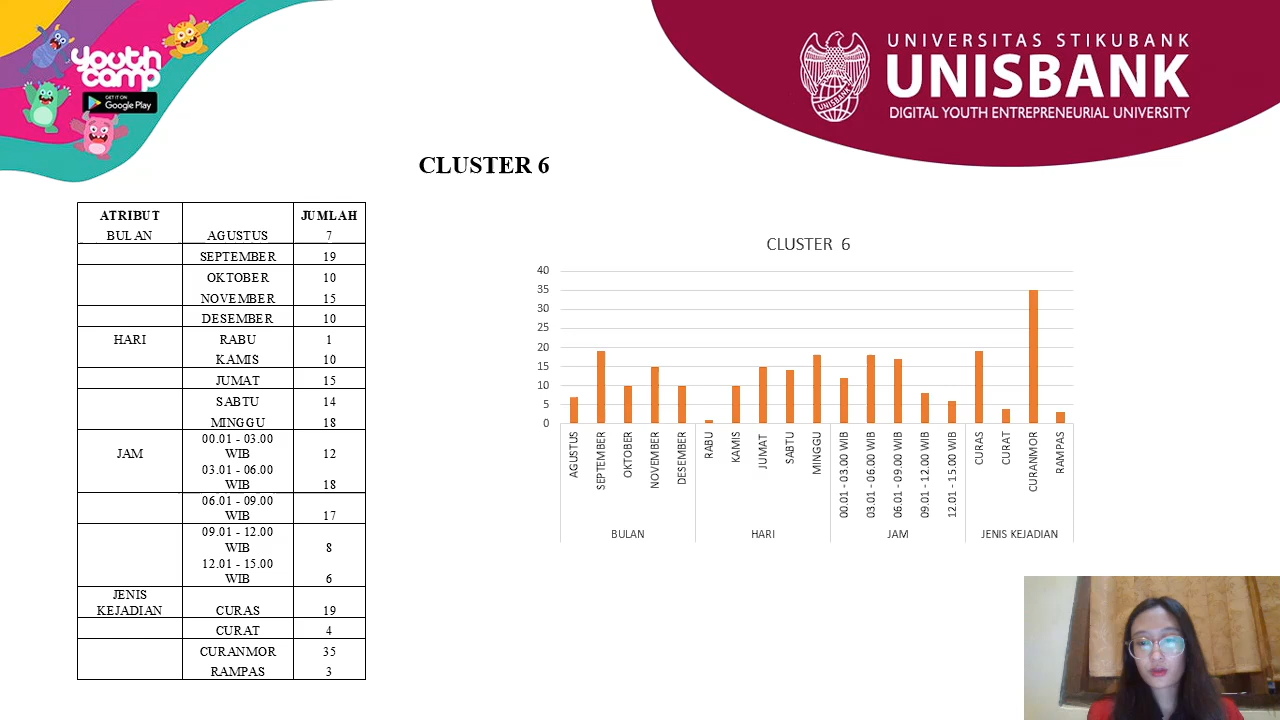 youth
camp
GET IT ON
Google Play
UNIVERSITAS STIKUBANK
UNISBANK
DIGITAL YOUTH ENTREPRENEURIAL UNIVERSITY
UNISBANK
CLUSTER 6
ATRIBUT JUMLAH
BULAN AGUSTUS 7
SEPTEMBER 19
OKTOBER 10
NOVEMBER 15
DESEMBER 10
HARI RABU 1
KAMIS 10
JUMAT 15
SABTU 14
MINGGU 18
00.01 - 03.00
JAM WIB 12
03.01 - 06.00
WIB 18
06.01 - 09.00
WIB 17
09.01 - 12.00
WIB 8
12.01 - 15.00
WIB 6
JENIS
KEJADIAN CURAS 19
CURAT 4
CURANMOR 35
RAMPAS 3
CLUSTER 6
40
35
30
25
20
15
10
5
0
AGUSTUS
SEPTEMBER
OKTOBER
NOVEMBER
DESEMBER
RABU
KAMIS
JUMAT
SABTU
MINGGU
00.01 - 03.00 WIB
03.01 - 06.00 WIB
06.01 - 09.00 WIB
09.01 - 12.00 WIB
12.01 - 15.00 WIB
CURAS
CURAT
CURANMOR
RAMPAS
BULAN HARI JAM JENIS KEJADIAN